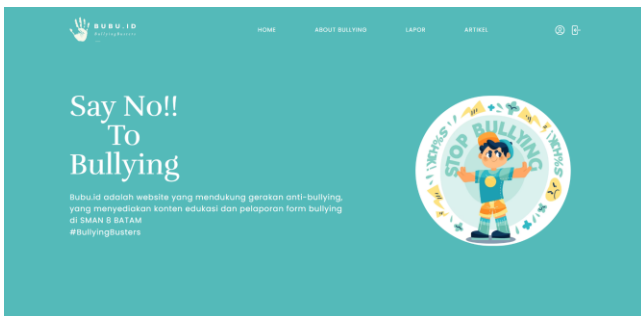 BUBU.ID
BullyingBusters
HOME
ABOUT BULLYING
LAPOR
ARTIKEL
Say No!!
To
Bullying
Bubu.id adalah website yang mendukung gerakan anti-bullying,
yang menyediakan konten edukasi dan pelaporan form bullying
di SMAN 8 BATAM
#BullyingBusters
STOP BULLYING